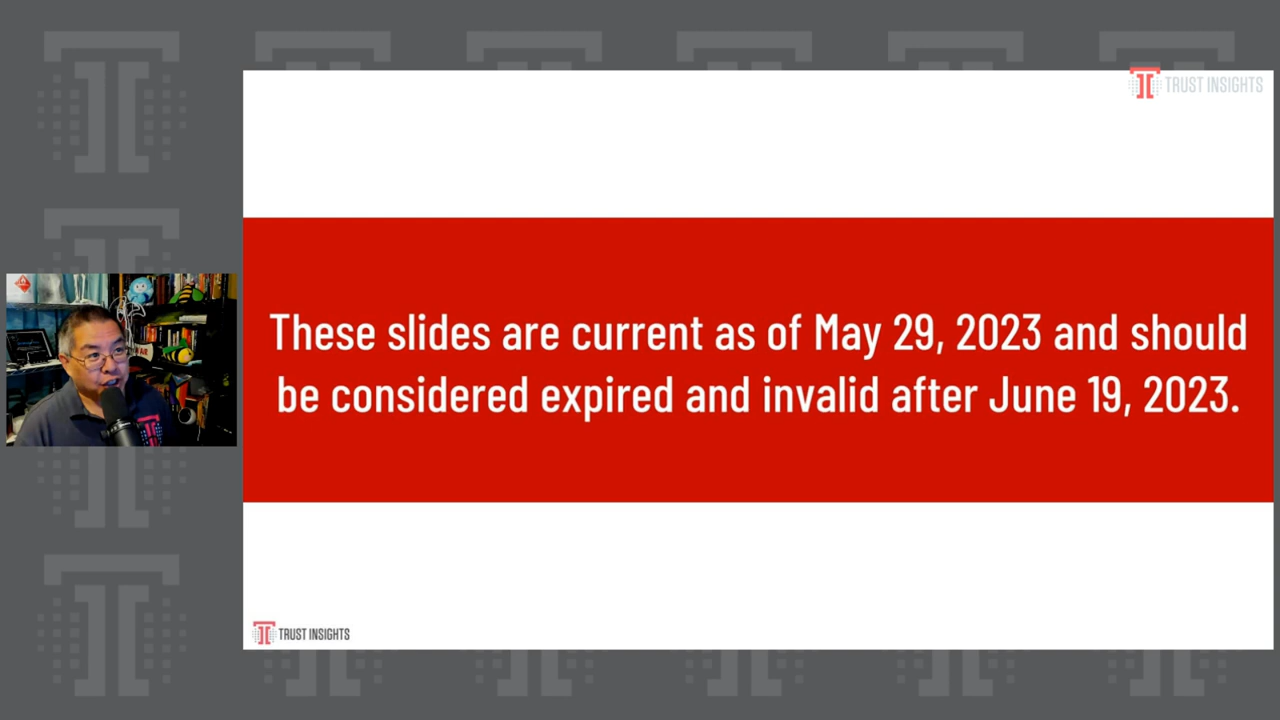 TRUST INSIGHTS
These slides are current as of May 29, 2023 and should
be considered expired and invalid after June 19, 2023.
TRUST INSIGHTS